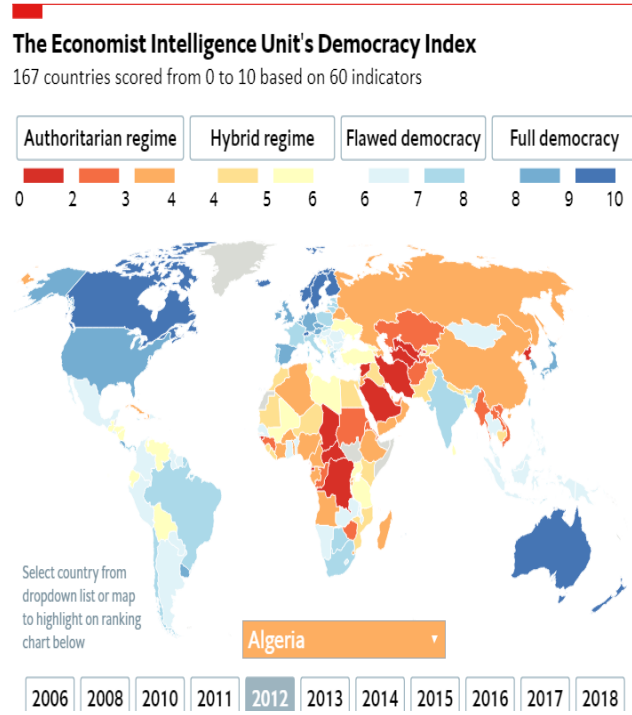 The Economist Intelligence Unit's Democracy Index
167 countries scored from 0 to 10 based on 60 indicators
Authoritarian regime Hybrid regime Flawed democracy Full democracy
0 2 3 4 4 5 6 6 7 8 8 9 10
Select country from
dropdown list or map
to highlight on ranking
chart below
Algeria
2006 2008 2010 2011 2012 2013 2014 2015 2016 2017 2018